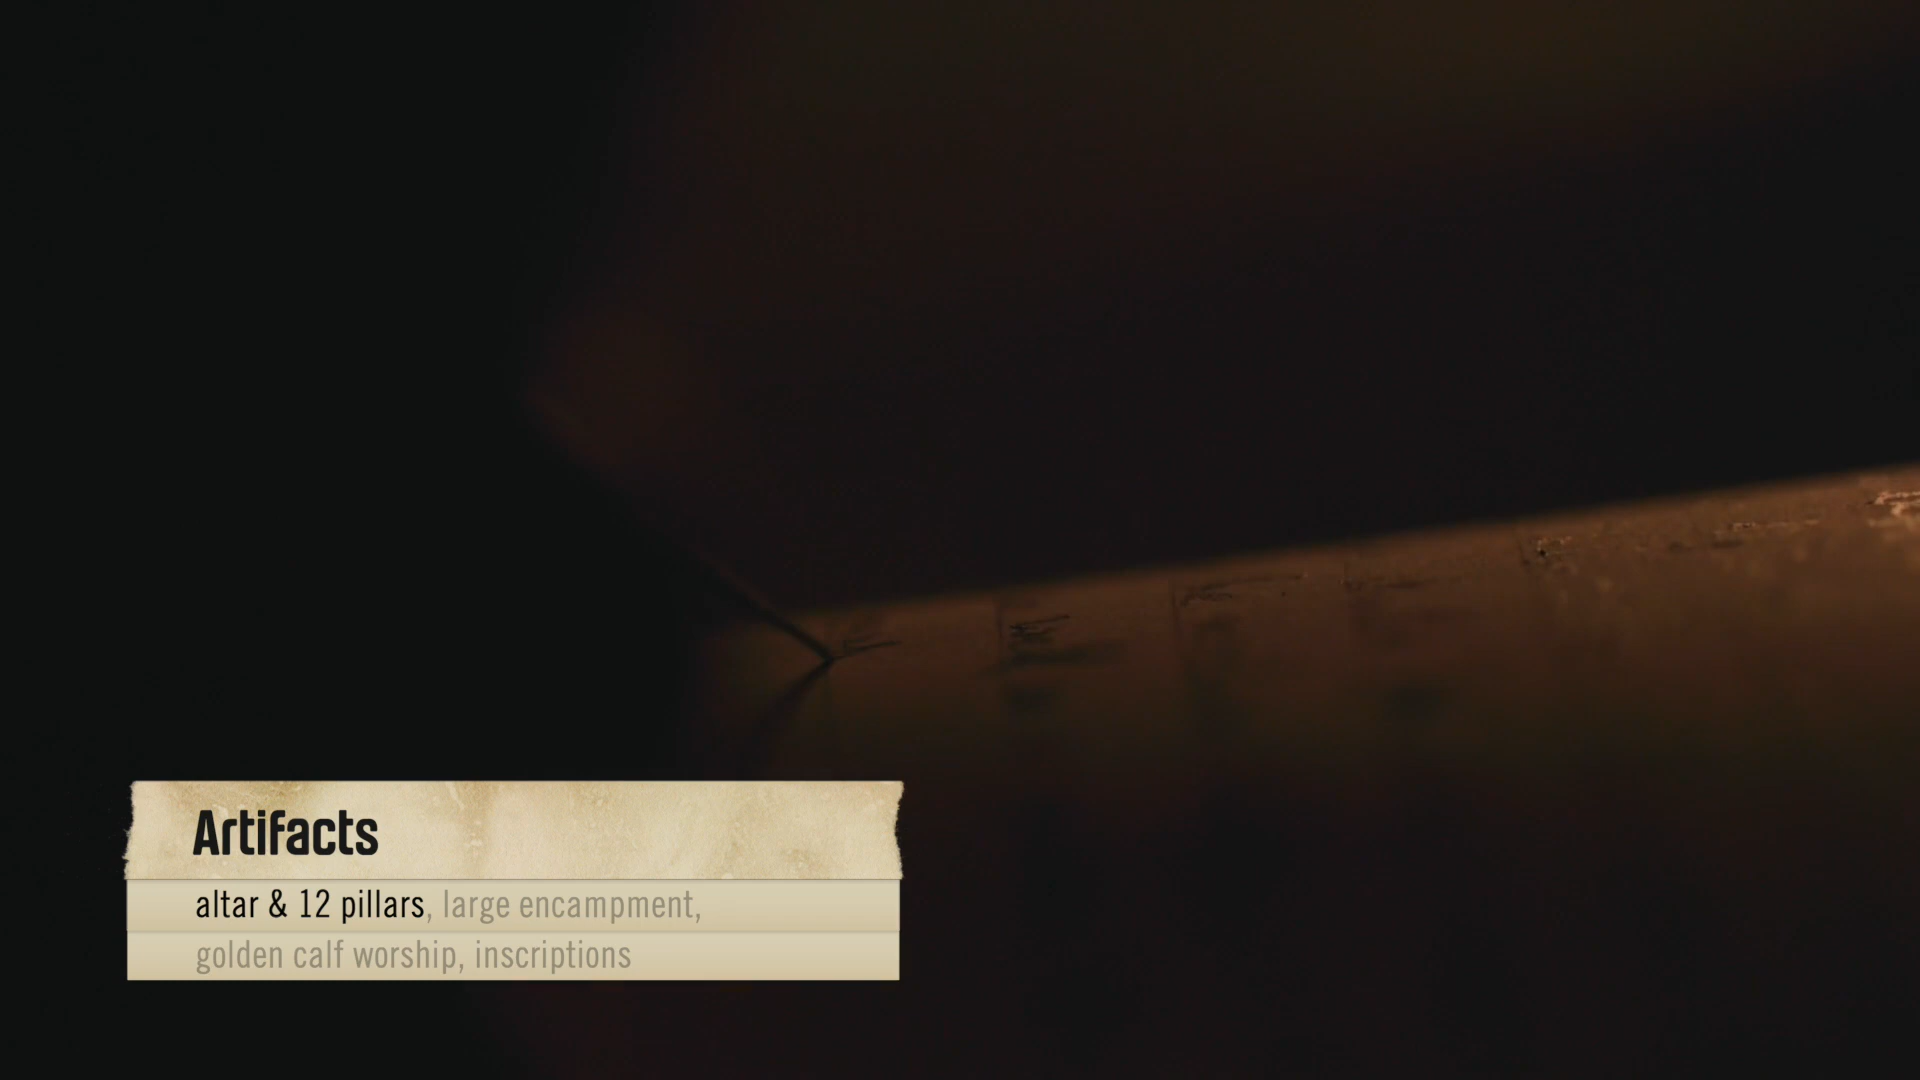 Artifacts
altar & 12 pillars, large encampment,
golden calf worship, inscriptions